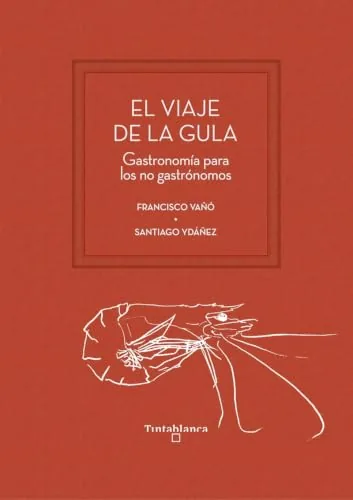 EL VIAJE
DE LA GULA
Gastronomía para
los no gastrónomos
FRANCISCO VAÑÓ
•
SANTIAGO YDÁÑEZ
Tintablanca